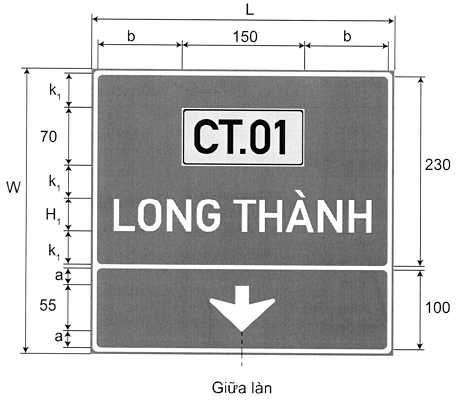 L
b 150 b
k1
70
k1
W
H1
k1
a
55
a
230
100
CT.01
LONG THÀNH
Giữa làn